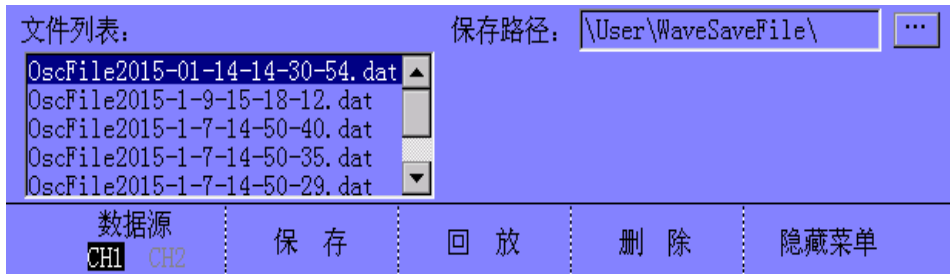 文件列表：
保存路径： \User\WaveSaveFile\ ...
OscFile2015-01-14-14-30-54.dat
OscFile2015-1-9-15-18-12.dat
OscFile2015-1-7-14-50-40.dat
OscFile2015-1-7-14-50-35.dat
OscFile2015-1-7-14-50-29.dat
数据源
CH1 CH2
保 存
回 放
删 除
隐藏菜单